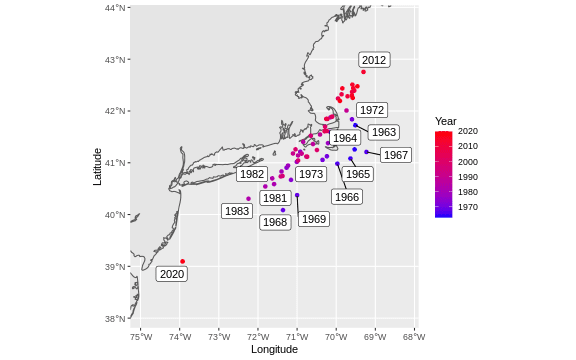 44°N
43°N
42°N
41°N
40°N
39°N
38°N
Latitude
2012
1972
1963
1964
1967
1982
1973
1965
1981
1966
1983
1968
1969
2020
75°W
74°W
73°W
72°W
71°W
70°W
69°W
68°W
Longitude
Year
2020
2010
2000
1990
1980
1970